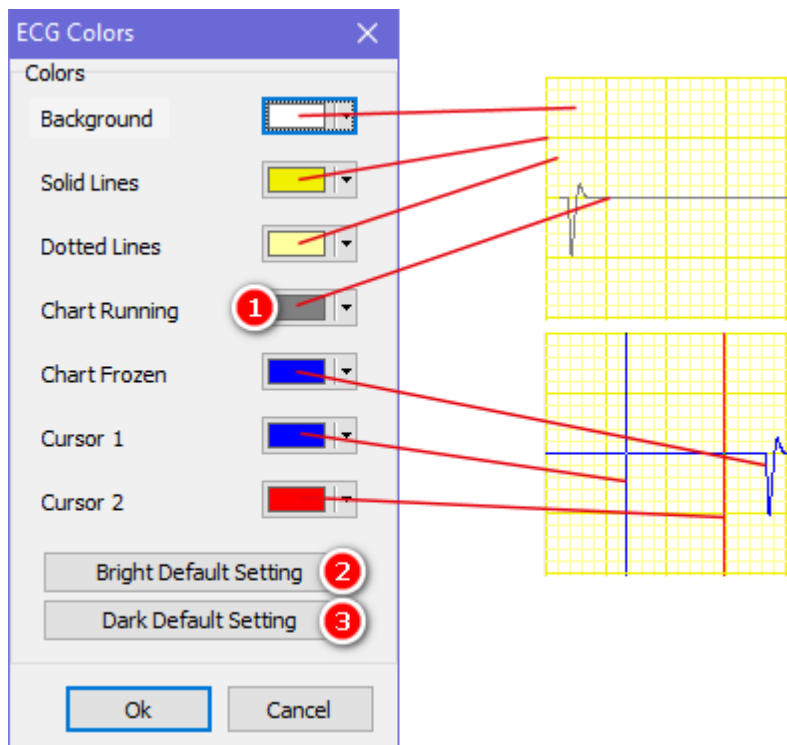 ECG Colors
Colors
Background
Solid Lines
Dotted Lines
Chart Running 1
Chart Frozen
Cursor 1
Cursor 2
Bright Default Setting 2
Dark Default Setting 3
Ok Cancel